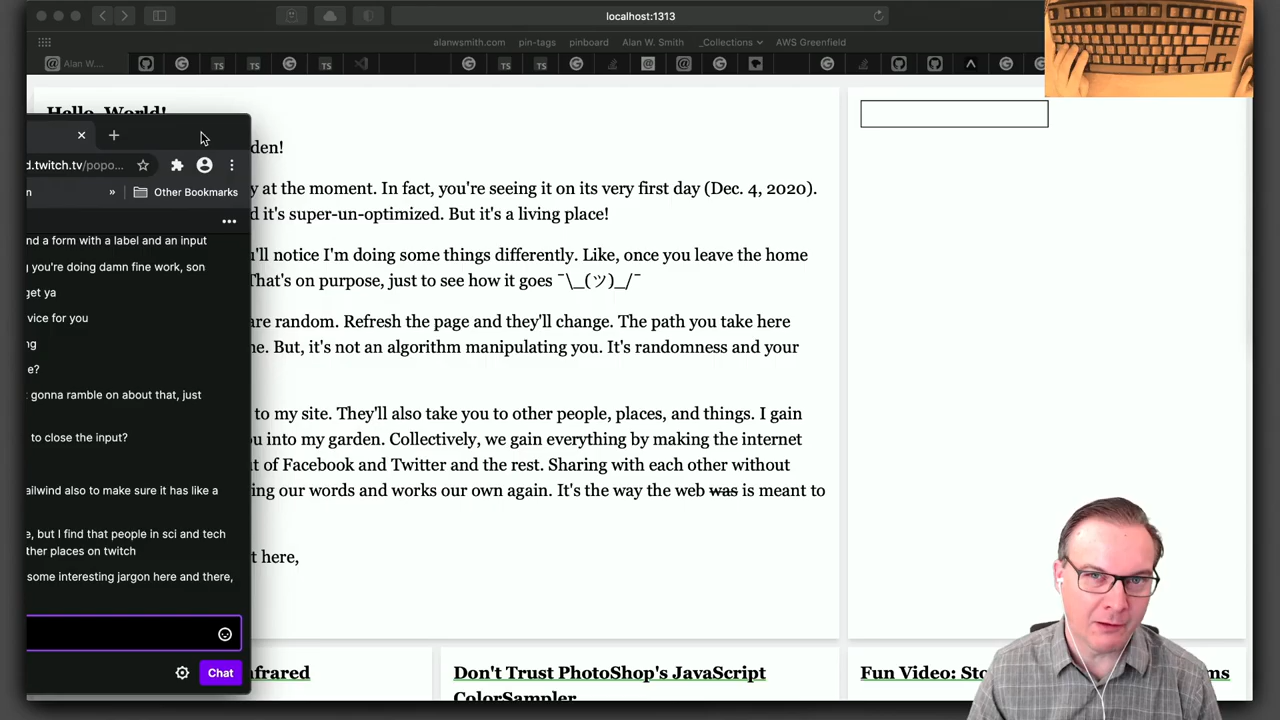 localhost:1313
alanwsmith.com
pin-tags
pinboard
Alan W. Smith
_Collections
AWS Greenfield
Alan W....
TS
TS
TS
TS
TS
Hello, World!
den!
y at the moment. In fact, you're seeing it on its very first day (Dec. 4, 2020).
d it's super-un-optimized. But it's a living place!
u'll notice I'm doing some things differently. Like, once you leave the home
That's on purpose, just to see how it goes ¯\_(ツ)_/¯
are random. Refresh the page and they'll change. The path you take here
ne. But, it's not an algorithm manipulating you. It's randomness and your
to my site. They'll also take you to other people, places, and things. I gain
u into my garden. Collectively, we gain everything by making the internet
t of Facebook and Twitter and the rest. Sharing with each other without
ing our words and works our own again. It's the way the web was is meant to
t here,
d.twitch.tv/popo...
n
»
Other Bookmarks
nd a form with a label and an input
g you're doing damn fine work, son
get ya
vice for you
ng
e?
t gonna ramble on about that, just
to close the input?
ailwind also to make sure it has like a
e, but I find that people in sci and tech
ther places on twitch
some interesting jargon here and there,
Chat
nfrared
Don't Trust PhotoShop's JavaScript
ColorSampler
Fun Video: Sto
ms